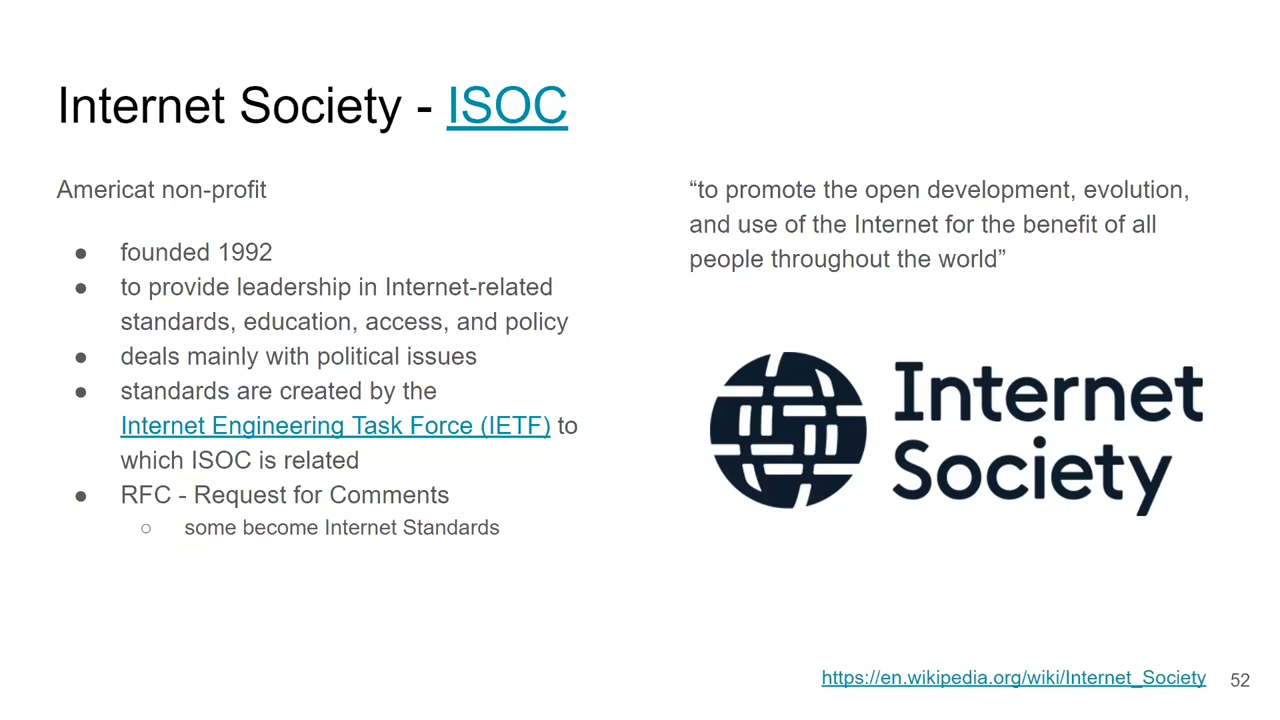 Internet Society - ISOC
Americat non-profit
● founded 1992
● to provide leadership in Internet-related
standards, education, access, and policy
● deals mainly with political issues
● standards are created by the
Internet Engineering Task Force (IETF) to
which ISOC is related
● RFC - Request for Comments
○ some become Internet Standards
“to promote the open development, evolution,
and use of the Internet for the benefit of all
people throughout the world”
Internet
Society
https://en.wikipedia.org/wiki/Internet_Society
52